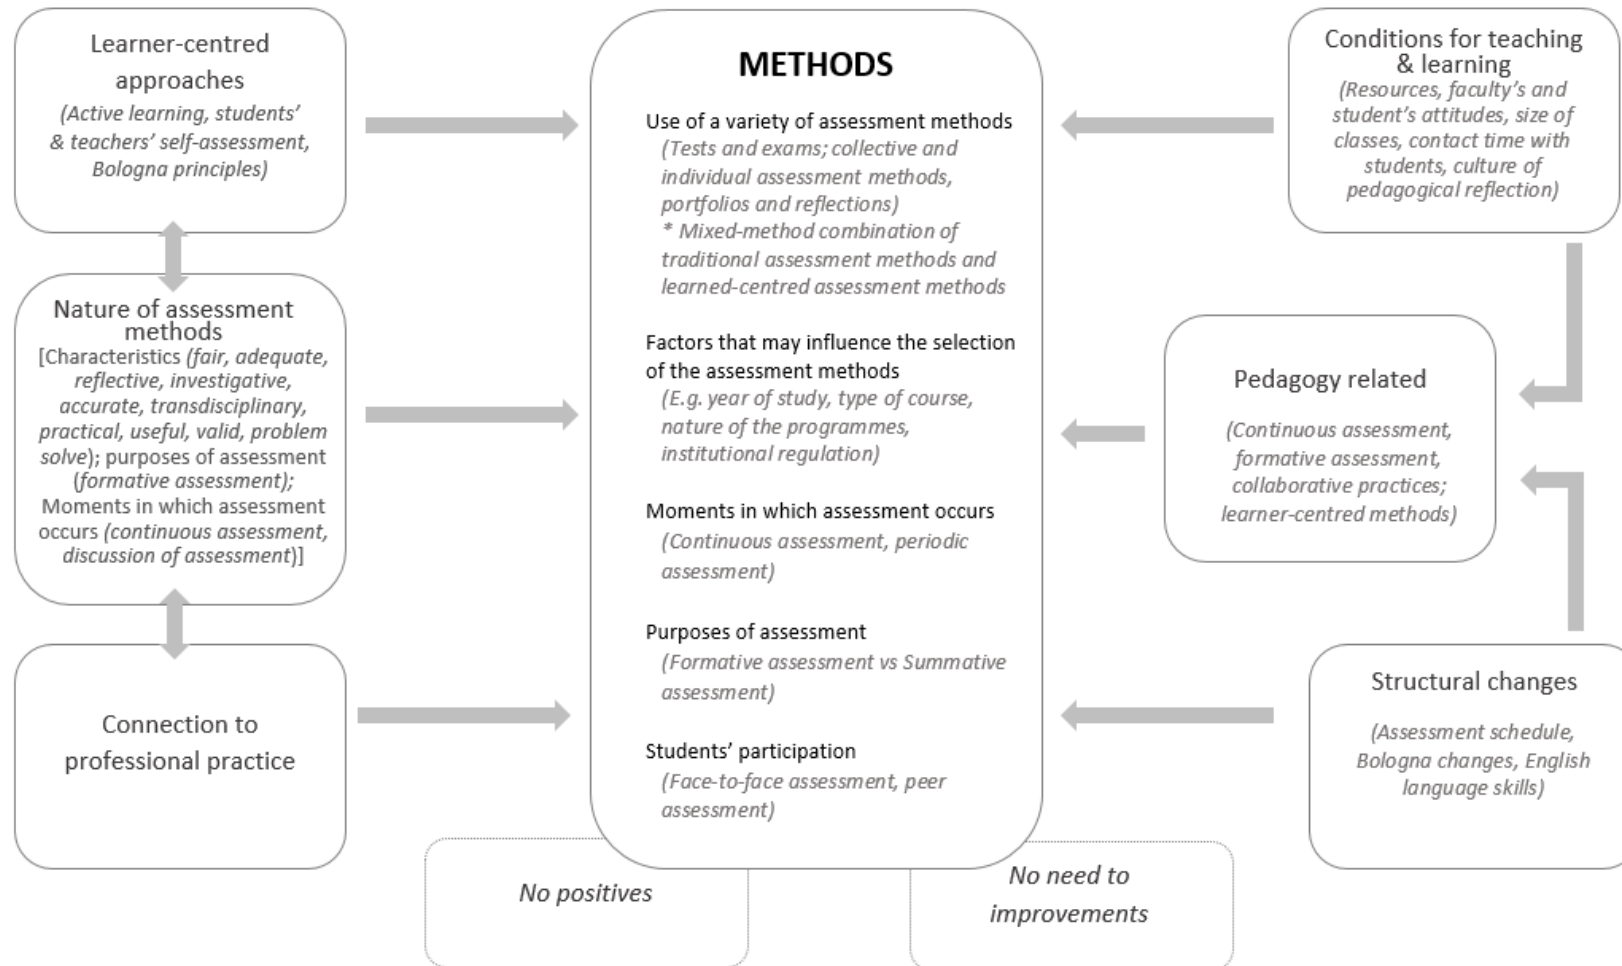 Learner-centred
approaches
(Active learning, students’
& teachers’ self-assessment,
Bologna principles)
Nature of assessment
methods
[Characteristics (fair, adequate,
reflective, investigative,
accurate, transdisciplinary,
practical, useful, valid, problem
solve); purposes of assessment
(formative assessment);
Moments in which assessment
occurs (continuous assessment,
discussion of assessment)]
Connection to
professional practice
METHODS
Use of a variety of assessment methods
(Tests and exams; collective and
individual assessment methods,
portfolios and reflections)
* Mixed-method combination of
traditional assessment methods and
learned-centred assessment methods
Factors that may influence the selection
of the assessment methods
(E.g. year of study, type of course,
nature of the programmes,
institutional regulation)
Moments in which assessment occurs
(Continuous assessment, periodic
assessment)
Purposes of assessment
(Formative assessment vs Summative
assessment)
Students’ participation
(Face-to-face assessment, peer
assessment)
No positives
No need to
improvements
Conditions for teaching
& learning
(Resources, faculty’s and
student’s attitudes, size of
classes, contact time with
students, culture of
pedagogical reflection)
Pedagogy related
(Continuous assessment,
formative assessment,
collaborative practices;
learner-centred methods)
Structural changes
(Assessment schedule,
Bologna changes, English
language skills)